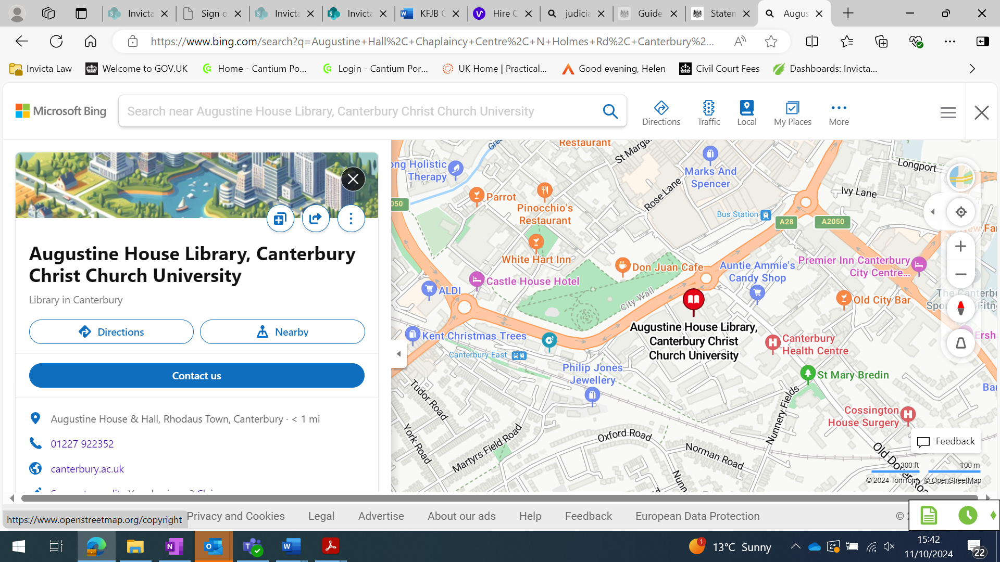 Invicta
Sign o
Invicta
Invicta
KFJB C
Hire C
judicia
Guide
Staten
Augus
https://www.bing.com/search?q=Augustine+Hall%2C+Chaplaincy+Centre%2C+N+Holmes+Rd%2C+Canterbury%2...
Invicta Law
Welcome to GOV.UK
Home - Cantium Po...
Login - Cantium Por...
UK Home | Practical...
Good evening, Helen
Civil Court Fees
Dashboards: Invicta...
Microsoft Bing
Search near Augustine House Library, Canterbury Christ Church University
Directions
Traffic
Local
My Places
More
Augustine House Library, Canterbury
Christ Church University
Library in Canterbury
Directions
Nearby
Contact us
Augustine House & Hall, Rhodaus Town, Canterbury · < 1 mi
01227 922352
canterbury.ac.uk
Restaurant
St Marga
Longport
ong Holistic
Therapy
Marks And
Spencer
Rose Lane
Ivy Lane
Parrot
050
Pinocchio's
Restaurant
Bus Station
A28
A2050
White Hart Inn
Don Juan Cafe
Auntie Ammie's
Candy Shop
Premier Inn Canterbury
City Centre...
Castle House Hotel
ALDI
City Wall
Old City Bar
Augustine House Library,
Canterbury Christ
Church University
Kent Christmas Trees
Canterbury East
Canterbury
Health Centre
Ersh
Philip Jones
Jewellery
St Mary Bredin
Bar
Tudor Road
York Road
Martyrs Field Road
Oxford Road
Norman Road
Nunnery Fields
Nunn
Cossington
House Surgery
Feedback
300 ft
100 m
© 2024 TomTom, © OpenStreetMap
https://www.openstreetmap.org/copyright
Privacy and Cookies
Legal
Advertise
About our ads
Help
Feedback
European Data Protection
©
1
13°C Sunny
15:42
11/10/2024
22